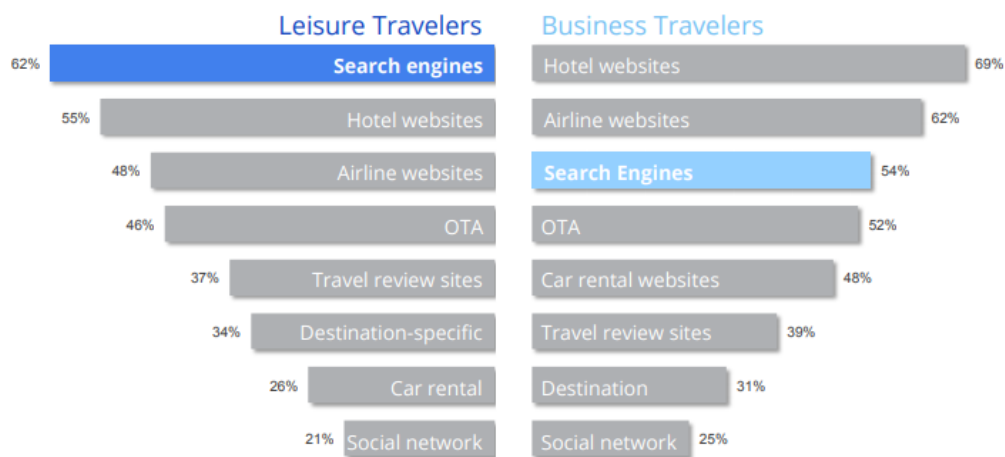 Leisure Travelers
62% Search engines
55% Hotel websites
48% Airline websites
46% OTA
37% Travel review sites
34% Destination-specific
26% Car rental
21% Social network
Business Travelers
Hotel websites 69%
Airline websites 62%
Search Engines 54%
OTA 52%
Car rental websites 48%
Travel review sites 39%
Destination 31%
Social network 25%